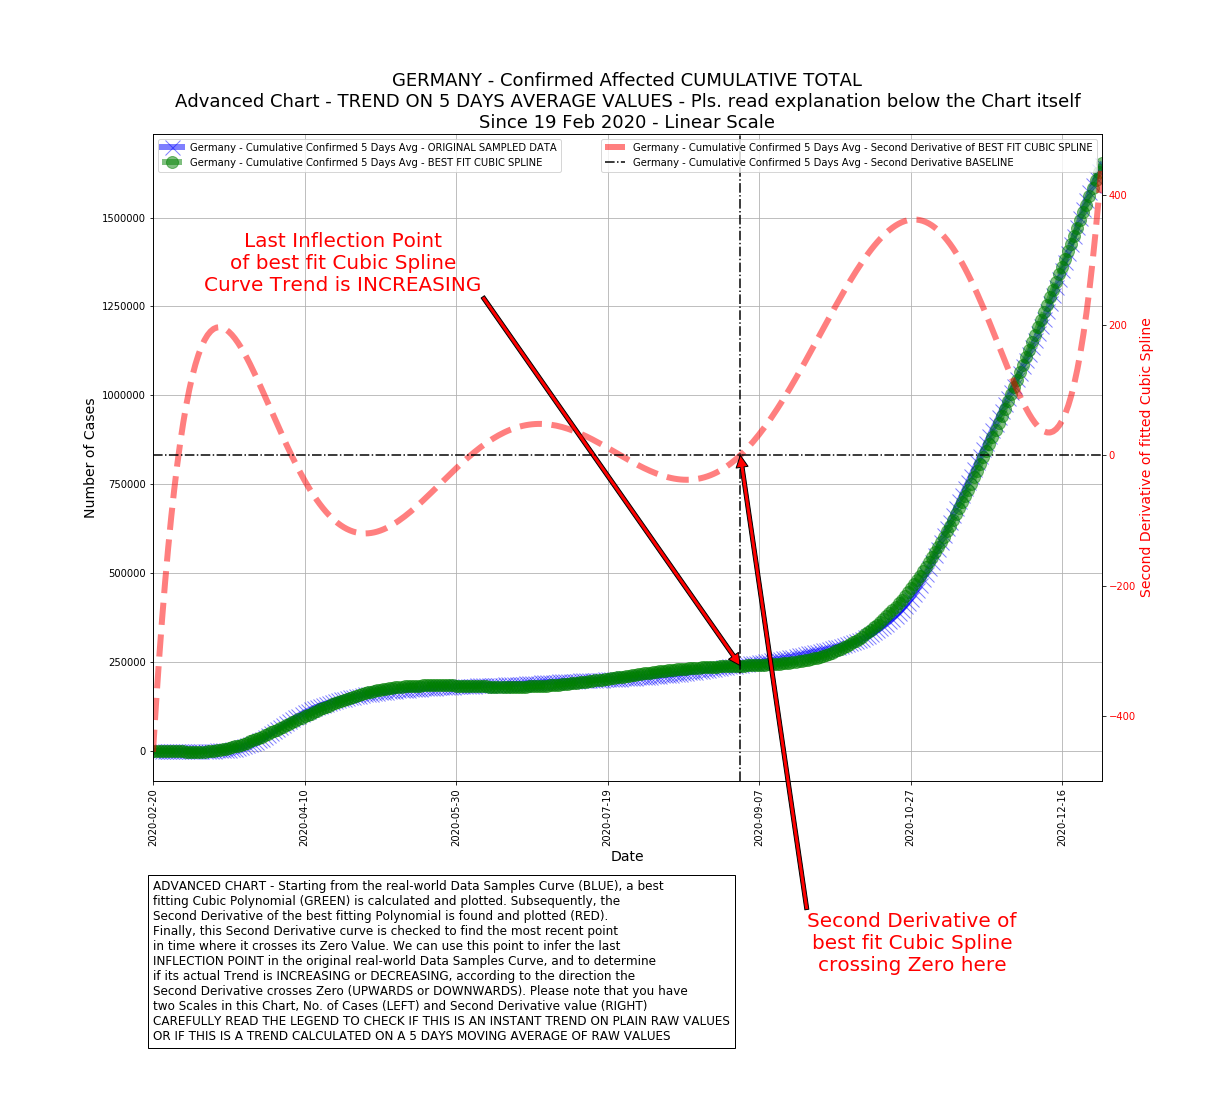 GERMANY - Confirmed Affected CUMULATIVE TOTAL
Advanced Chart - TREND ON 5 DAYS AVERAGE VALUES - Pls. read explanation below the Chart itself
Since 19 Feb 2020 - Linear Scale
Germany - Cumulative Confirmed 5 Days Avg - ORIGINAL SAMPLED DATA
Germany - Cumulative Confirmed 5 Days Avg - BEST FIT CUBIC SPLINE
Germany - Cumulative Confirmed 5 Days Avg - Second Derivative of BEST FIT CUBIC SPLINE
Germany - Cumulative Confirmed 5 Days Avg - Second Derivative BASELINE
Last Inflection Point
of best fit Cubic Spline
Curve Trend is INCREASING
Number of Cases
1500000
1250000
1000000
750000
500000
250000
0
400
200
0
−200
−400
Second Derivative of fitted Cubic Spline
2020-02-20
2020-04-10
2020-05-30
2020-07-19
2020-09-07
2020-10-27
2020-12-16
Date
ADVANCED CHART - Starting from the real-world Data Samples Curve (BLUE), a best
fitting Cubic Polynomial (GREEN) is calculated and plotted. Subsequently, the
Second Derivative of the best fitting Polynomial is found and plotted (RED).
Finally, this Second Derivative curve is checked to find the most recent point
in time where it crosses its Zero Value. We can use this point to infer the last
INFLECTION POINT in the original real-world Data Samples Curve, and to determine
if its actual Trend is INCREASING or DECREASING, according to the direction the
Second Derivative crosses Zero (UPWARDS or DOWNWARDS). Please note that you have
two Scales in this Chart, No. of Cases (LEFT) and Second Derivative value (RIGHT)
CAREFULLY READ THE LEGEND TO CHECK IF THIS IS AN INSTANT TREND ON PLAIN RAW VALUES
OR IF THIS IS A TREND CALCULATED ON A 5 DAYS MOVING AVERAGE OF RAW VALUES
Second Derivative of
best fit Cubic Spline
crossing Zero here